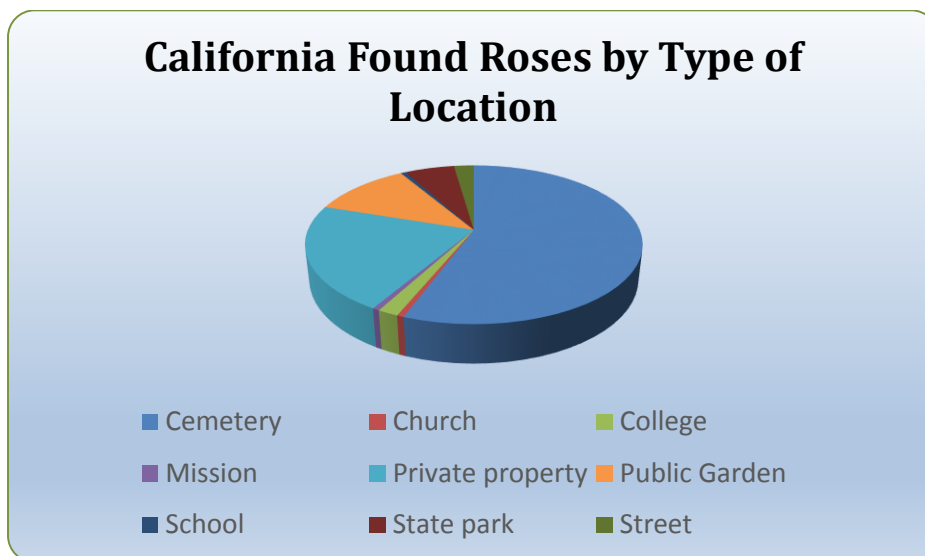 California Found Roses by Type of
Location
Cemetery Church College
Mission Private property Public Garden
School State park Street